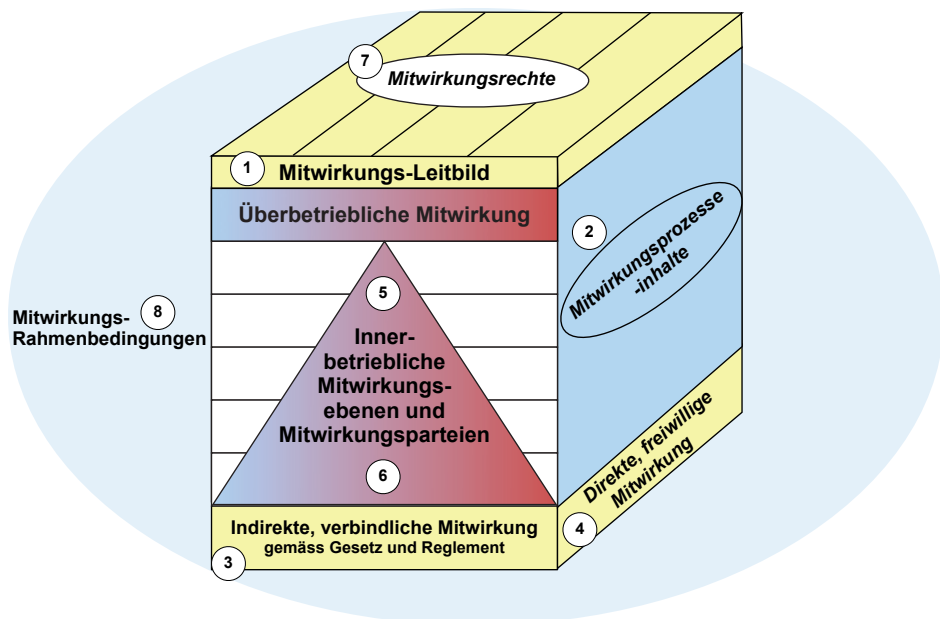 7
Mitwirkungsrechte
1
Mitwirkungs-Leitbild
Überbetriebliche Mitwirkung
2
Mitwirkungsprozesse
-inhalte
5
Mitwirkungs-
Rahmenbedingungen
8
Inner-
betriebliche
Mitwirkungs-
ebenen und
Mitwirkungsparteien
6
Direkte, freiwillige
Mitwirkung
4
Indirekte, verbindliche Mitwirkung
gemäss Gesetz und Reglement
3